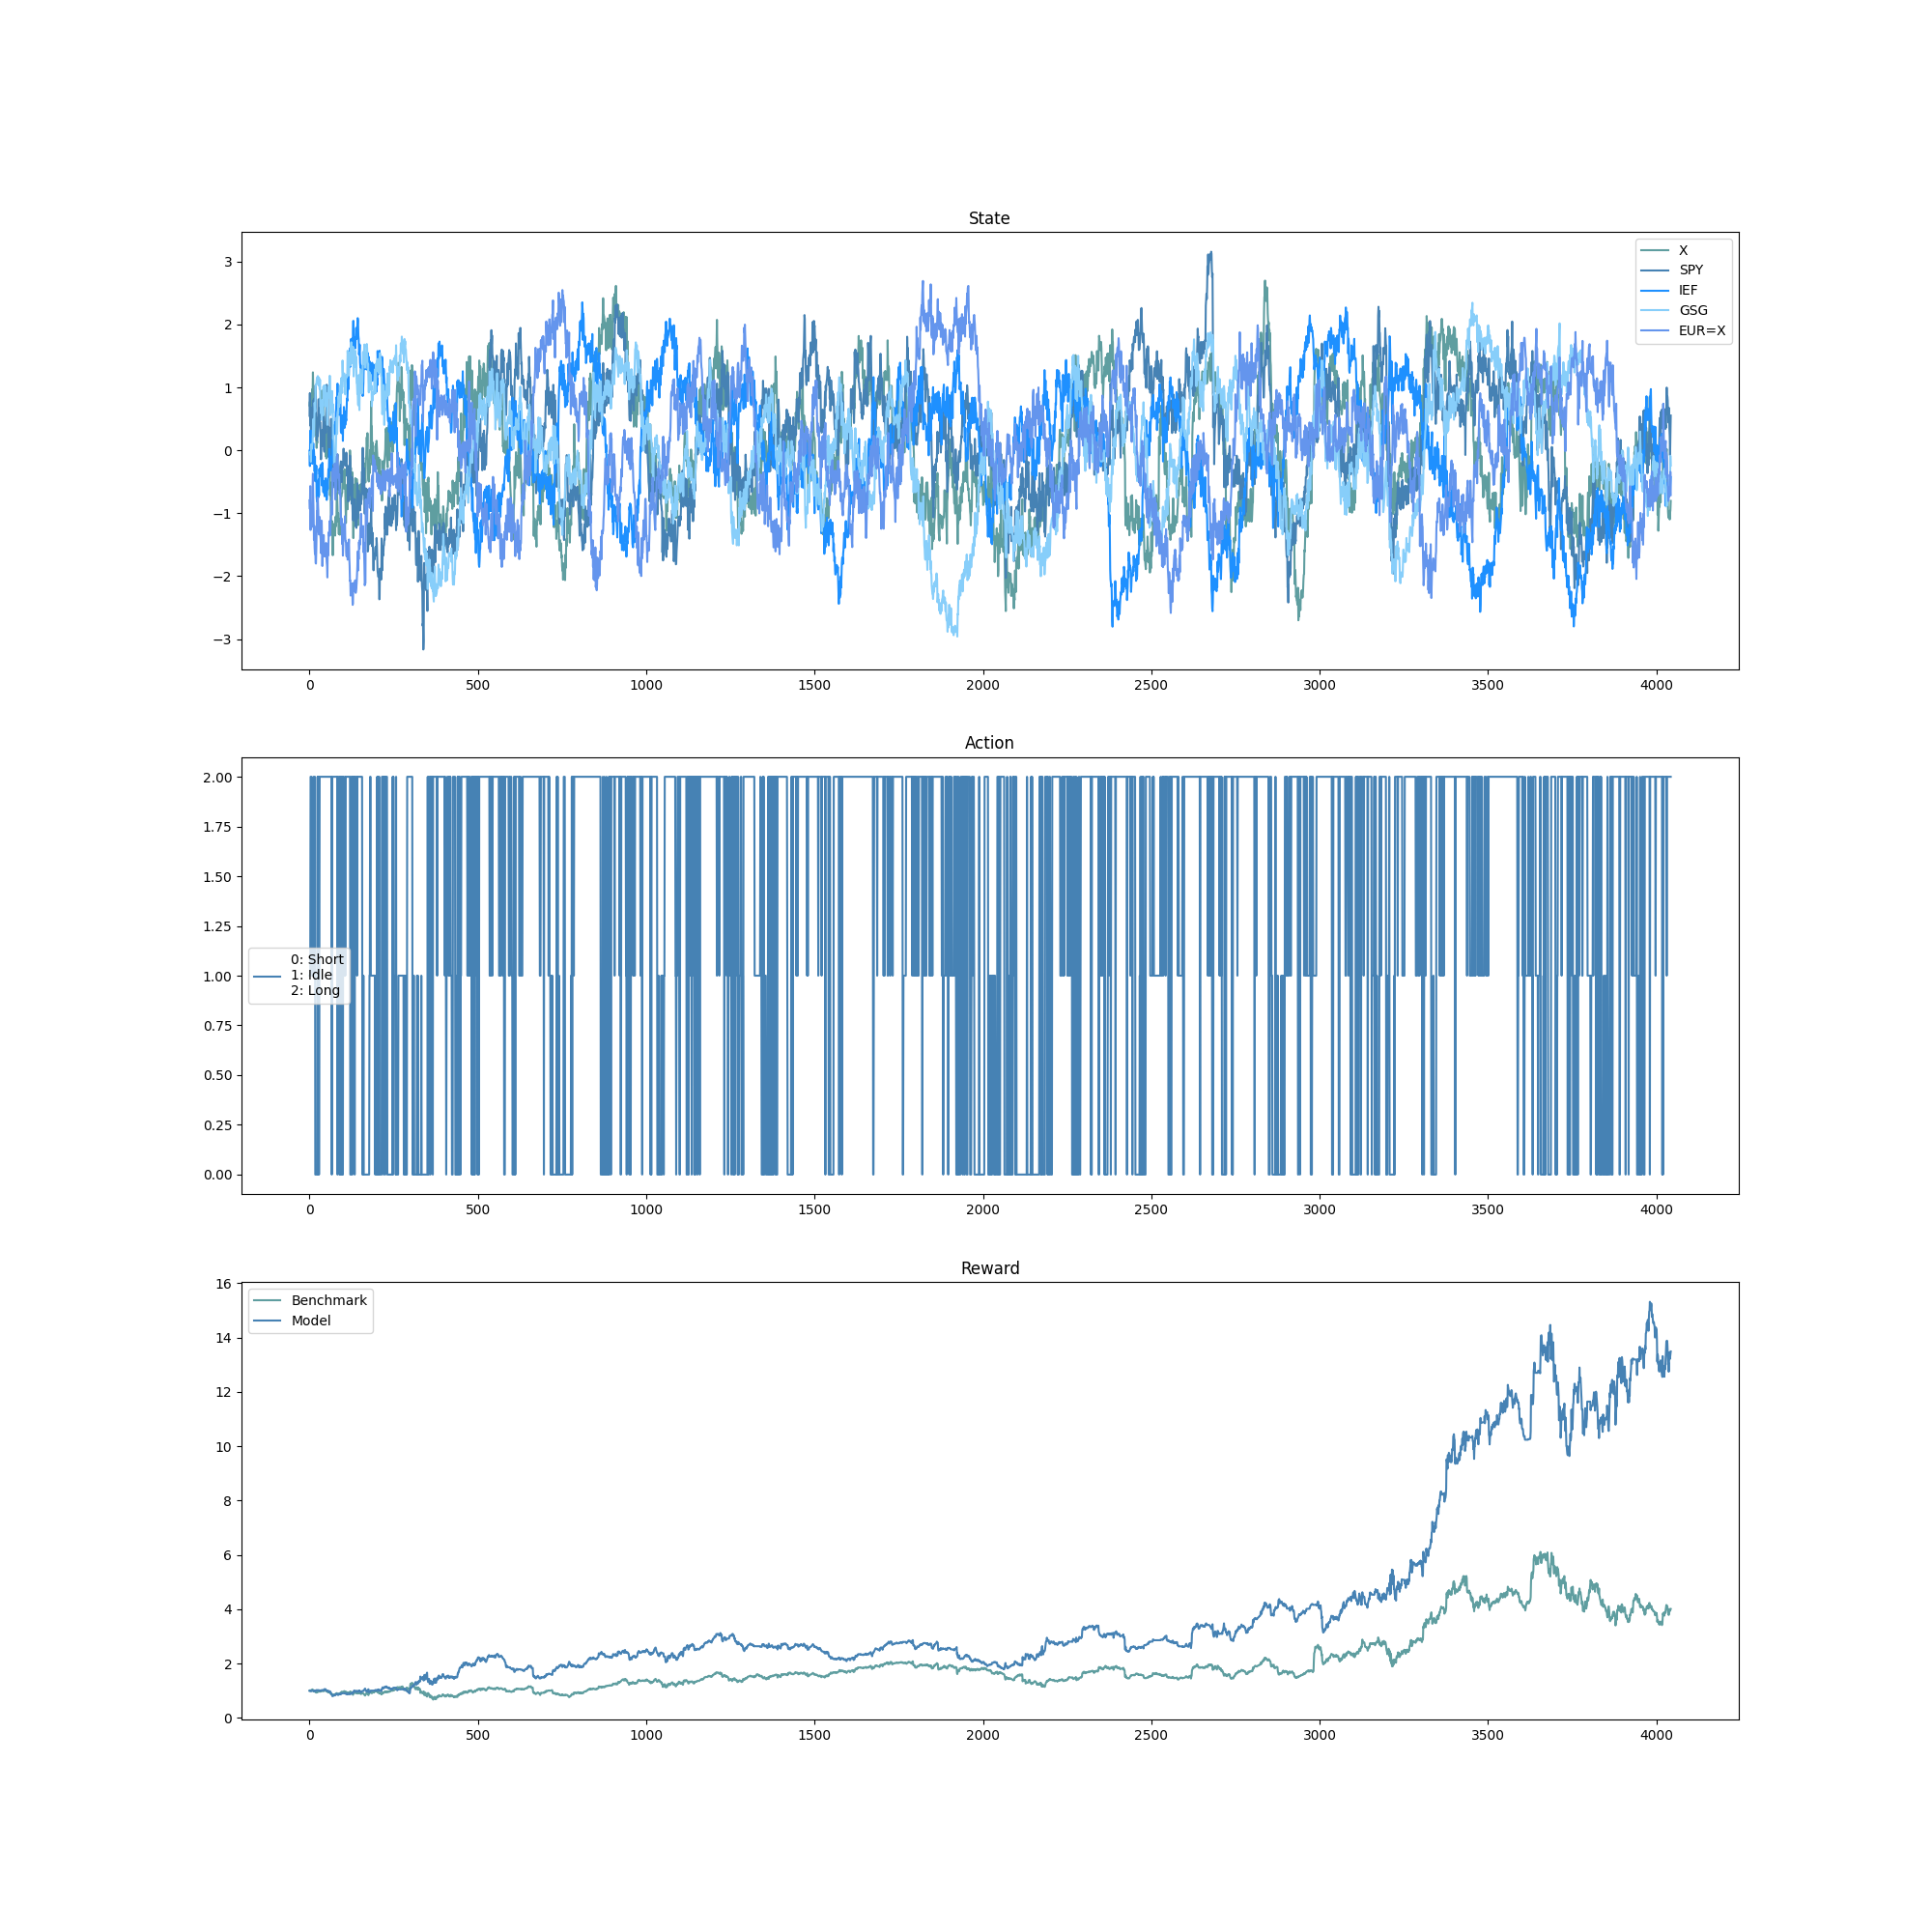 State
3
2
1
0
−1
−2
−3
X
SPY
IEF
GSG
EUR=X
0 500 1000 1500 2000 2500 3000 3500 4000
Action
2.00
1.75
1.50
1.25
1.00
0.75
0.50
0.25
0.00
0: Short
1: Idle
2: Long
0 500 1000 1500 2000 2500 3000 3500 4000
Reward
16
14
12
10
8
6
4
2
0
Benchmark
Model
0 500 1000 1500 2000 2500 3000 3500 4000